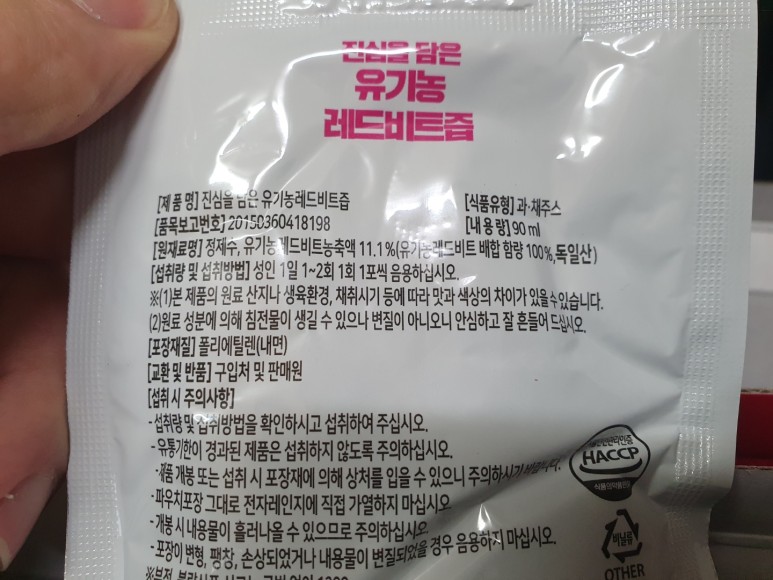 진심을 담은
유기농
레드비트즙
[제 품 명] 진심을 담은 유기농레드비트즙
[식품유형] 과·채주스
[품목보고번호] 20150360418198
[내 용 량] 90 ml
[원재료명] 정제수, 유기농레드비트농축액 11.1%(유기농레드비트 배합 함량 100%,독일산)
[섭취량 및 섭취방법] 성인 1일 1~2회 1회 1포씩 음용하십시오.
※(1)본 제품의 원료 산지나 생육환경, 채취시기 등에 따라 맛과 색상의 차이가 있을 수 있습니다.
(2)원료 성분에 의해 침전물이 생길 수 있으나 변질이 아니오니 안심하고 잘 흔들어 드십시오.
[포장재질] 폴리에틸렌(내면)
[교환 및 반품] 구입처 및 판매원
[섭취 시 주의사항]
- 섭취량 및 섭취방법을 확인하시고 섭취하여 주십시오.
- 유통기한이 경과된 제품은 섭취하지 않도록 주의하십시오.
- 제품 개봉 또는 섭취 시 포장재에 의해 상처를 입을 수 있으니 주의하시기 바랍니다.
- 파우치포장 그대로 전자레인지에 직접 가열하지 마십시오
- 개봉 시 내용물이 흘러나올 수 있으므로 주의하십시오
- 포장이 변형, 팽창, 손상되었거나 내용물이 변질되었을 경우 음용하지 마십시오.
HACCP
비닐류
OTHER